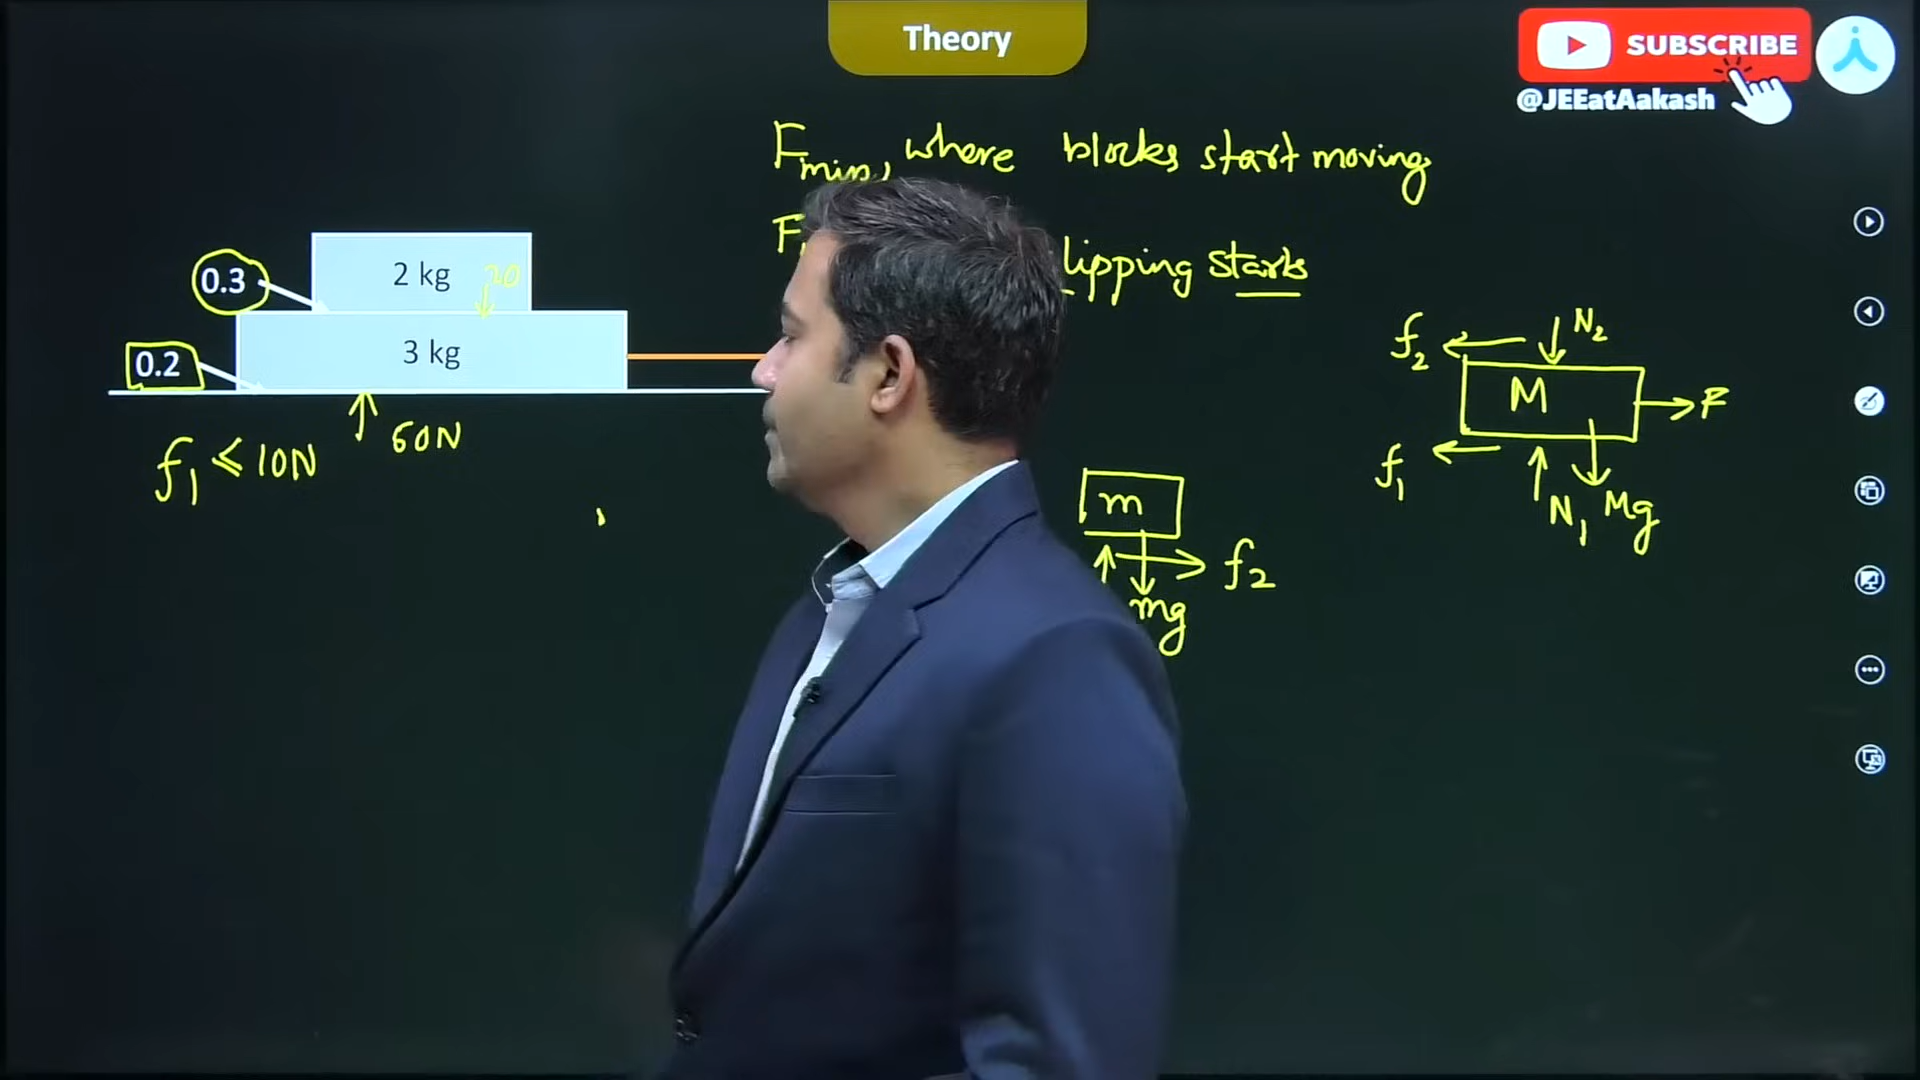 Theory
SUBSCRIBE
@JEEatAakash
Fmin, where blocks start moving
F
lipping starts
0.3
2 kg
20
0.2
3 kg
50N
f1 ≤ 10N
f2
N2
M
F
f1
N1
Mg
m
f2
mg